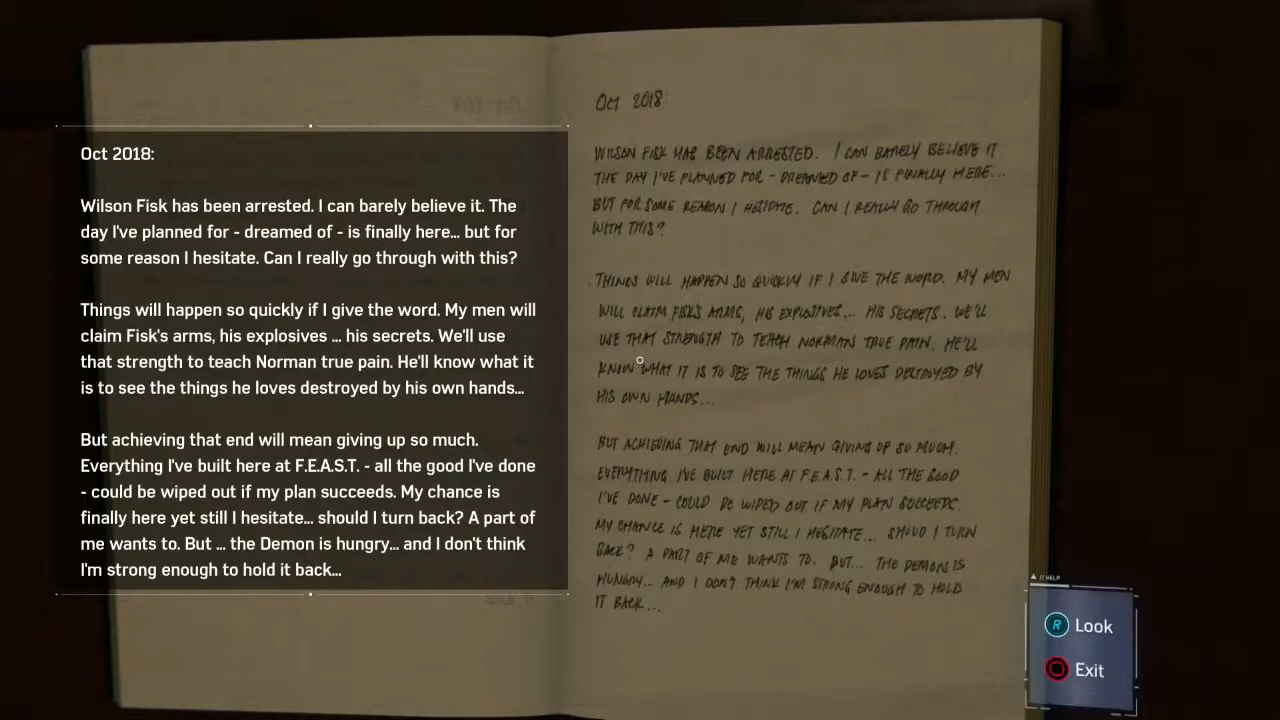 Oct 2018:
Wilson Fisk has been arrested. I can barely believe it. The
day I've planned for - dreamed of - is finally here... but for
some reason I hesitate. Can I really go through with this?
Things will happen so quickly if I give the word. My men will
claim Fisk's arms, his explosives ... his secrets. We'll use
that strength to teach Norman true pain. He'll know what it
is to see the things he loves destroyed by his own hands...
But achieving that end will mean giving up so much.
Everything I've built here at F.E.A.S.T. - all the good I've done
- could be wiped out if my plan succeeds. My chance is
finally here yet still I hesitate... should I turn back? A part of
me wants to. But ... the Demon is hungry... and I don't think
I'm strong enough to hold it back...
OCT 2018:
WILSON FISK HAS BEEN ARRESTED. I CAN BARELY BELIEVE IT
THE DAY I'VE PLANNED FOR - DREAMED OF - IS FINALLY HERE...
BUT FOR SOME REASON I HESITATE. CAN I REALLY GO THROUGH
WITH THIS?
THINGS WILL HAPPEN SO QUICKLY IF I GIVE THE WORD. MY MEN
WILL CLAIM FISK'S ARMS, HIS EXPLOSIVES... HIS SECRETS. WE'LL
USE THAT STRENGTH TO TEACH NORMAN TRUE PAIN. HE'LL
KNOW WHAT IT IS TO SEE THE THINGS HE LOVES DESTROYED BY
HIS OWN HANDS...
BUT ACHIEVING THAT END WILL MEAN GIVING UP SO MUCH.
EVERYTHING I'VE BUILT HERE AT F.E.A.S.T. - ALL THE GOOD
I'VE DONE - COULD BE WIPED OUT IF MY PLAN SUCCEEDS.
MY CHANCE IS HERE YET STILL I HESITATE... SHOULD I TURN
BACK? A PART OF ME WANTS TO. BUT... THE DEMON IS
HUNGRY... AND I DON'T THINK I'M STRONG ENOUGH TO HOLD
IT BACK...
// HELP
R Look
Exit